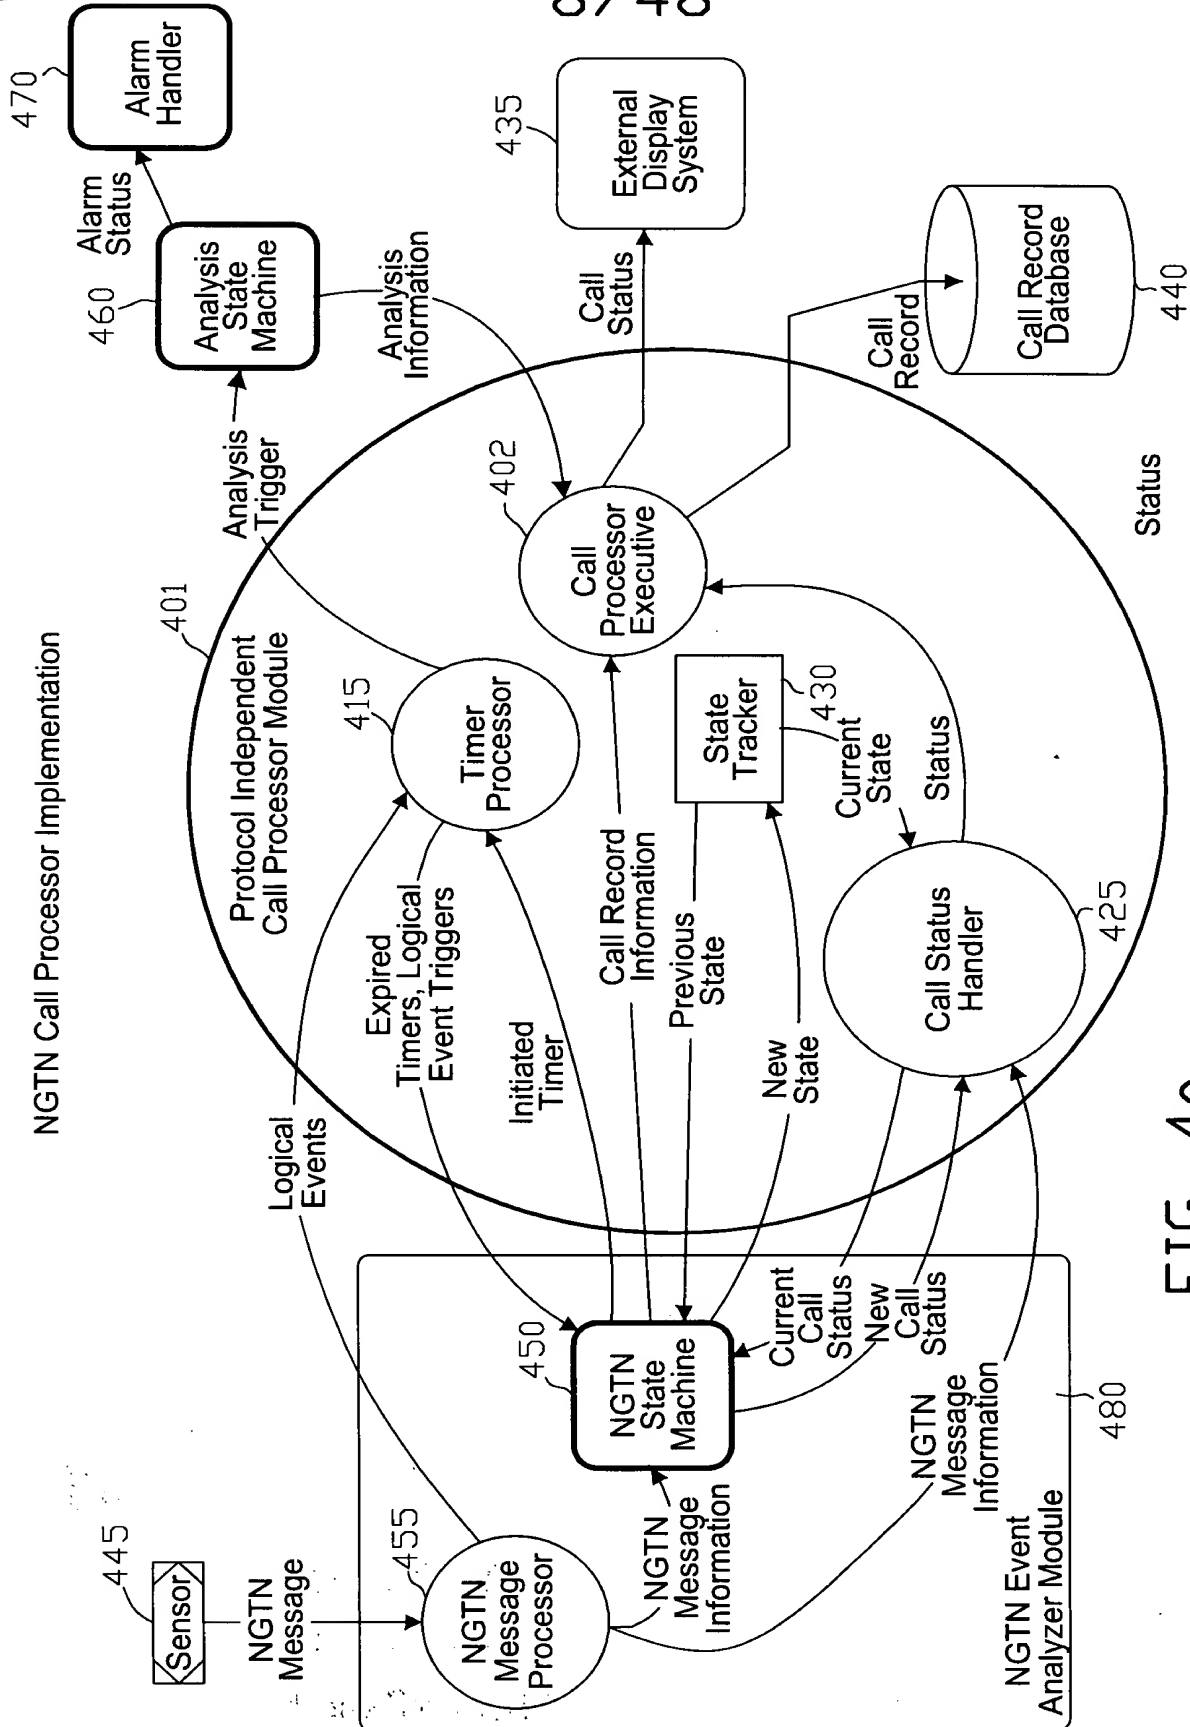 8/48
NGTN Call Processor Implementation
445
Sensor
NGTN
Message
455
NGTN
Message
Processor
NGTN
Message
Information
NGTN Event
Analyzer Module
480
NGTN
Message
Information
450
NGTN
State
Machine
Current
Call
Status
New
Call
Status
Logical
Events
Expired
Timers, Logical
Event Triggers
Initiated
Timer
Call Record
Information
Previous
State
New
State
401
Protocol Independent
Call Processor Module
415
Timer
Processor
State
Tracker
430
Current
State
Status
Call Status
Handler
425
402
Call
Processor
Executive
Analysis
Trigger
460
Analysis
State
Machine
Analysis
Information
Alarm
Status
470
Alarm
Handler
Call
Status
435
External
Display
System
Call
Record
Call Record
Database
440
Status
FIG.